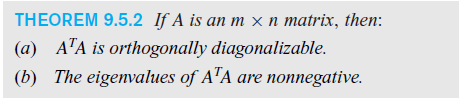 THEOREM 9.5.2 If A is an m × n matrix, then:
(a) AᵀA is orthogonally diagonalizable.
(b) The eigenvalues of AᵀA are nonnegative.